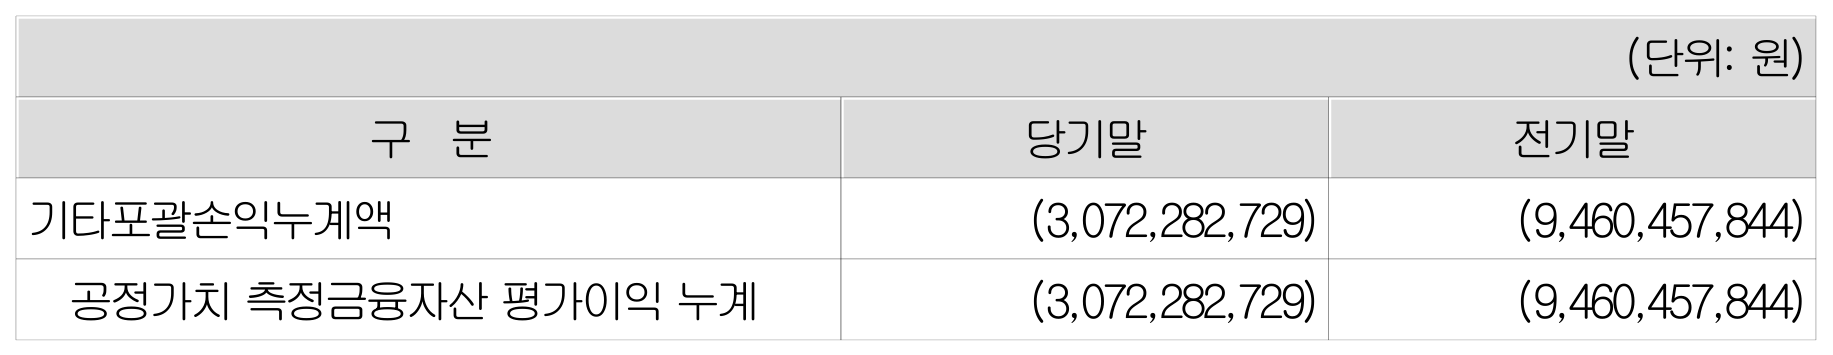 (단위: 원)
구 분 당기말 전기말
기타포괄손익누계액 (3,072,282,729) (9,460,457,844)
공정가치 측정금융자산 평가이익 누계 (3,072,282,729) (9,460,457,844)